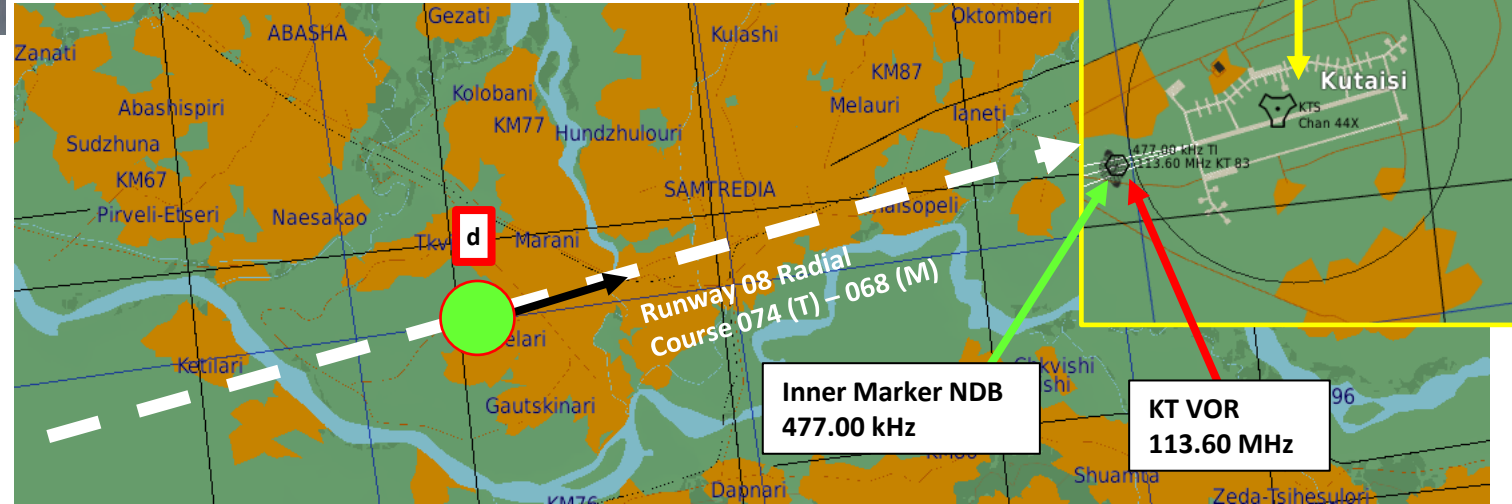 Gezati
Oktomberi
ABASHA
Kulashi
Zanati
KM87
Kutaisi
Kolobani
Melauri
Abashispiri
KM77
Ianeti
KTS
Chan 44X
Hundzhulouri
Sudzhuna
477.00 kHz TI
113.60 MHz KT 83
KM67
SAMTREDIA
Pirveli-Etseri
Naesakao
d
Marani
Runway 08 Radial
Course 074 (T) – 068 (M)
Ketilari
Inner Marker NDB
477.00 kHz
KT VOR
113.60 MHz
96
Gautskinari
Shuamta
KM76
Dapnari
Zeda-Tsihesulori